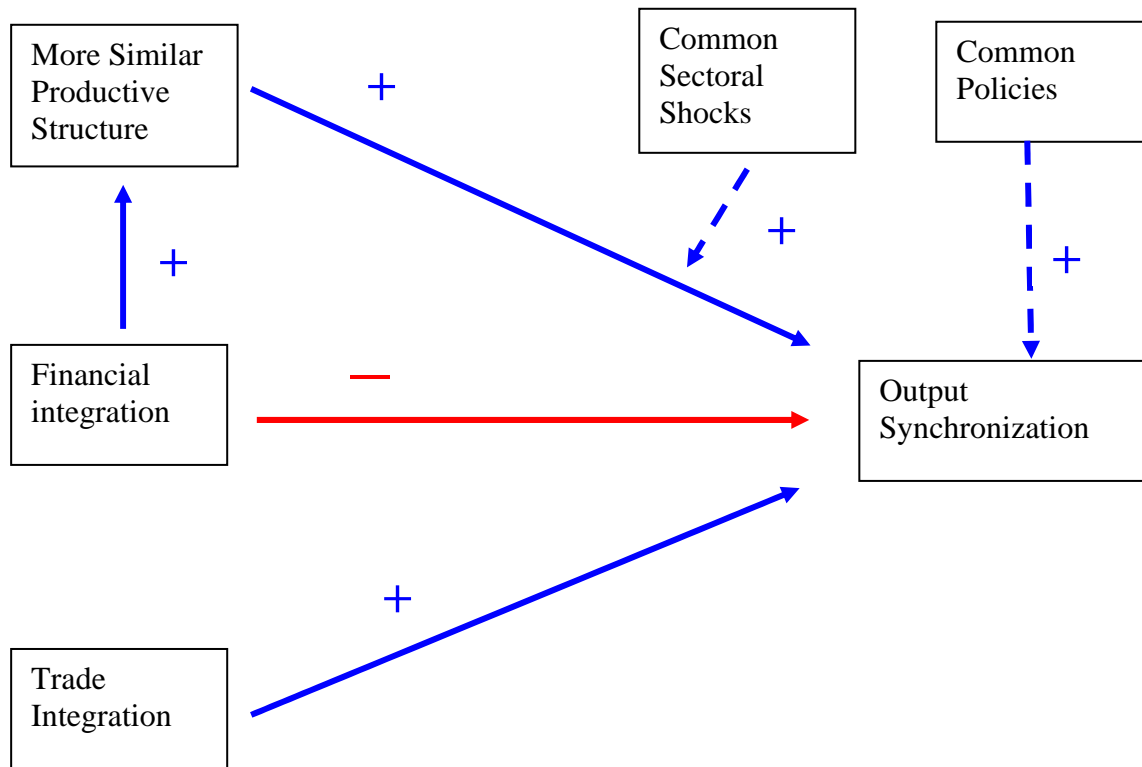 More Similar
Productive
Structure
+
Common
Sectoral
Shocks
+
Common
Policies
+
+
Financial
integration
—
Output
Synchronization
+
Trade
Integration